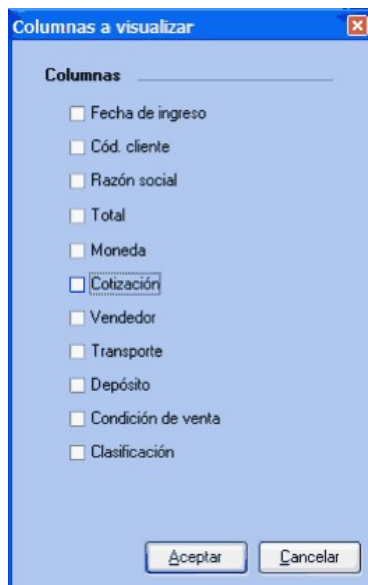 Columnas a visualizar
Columnas
Fecha de ingreso
Cód. cliente
Razón social
Total
Moneda
Cotización
Vendedor
Transporte
Depósito
Condición de venta
Clasificación
Aceptar
Cancelar